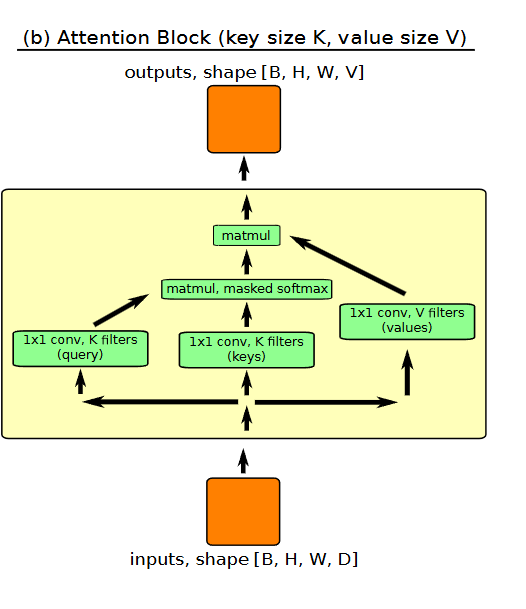 (b) Attention Block (key size K, value size V)
outputs, shape [B, H, W, V]
matmul
matmul, masked softmax
1x1 conv, V filters
(values)
1x1 conv, K filters
(query)
1x1 conv, K filters
(keys)
inputs, shape [B, H, W, D]